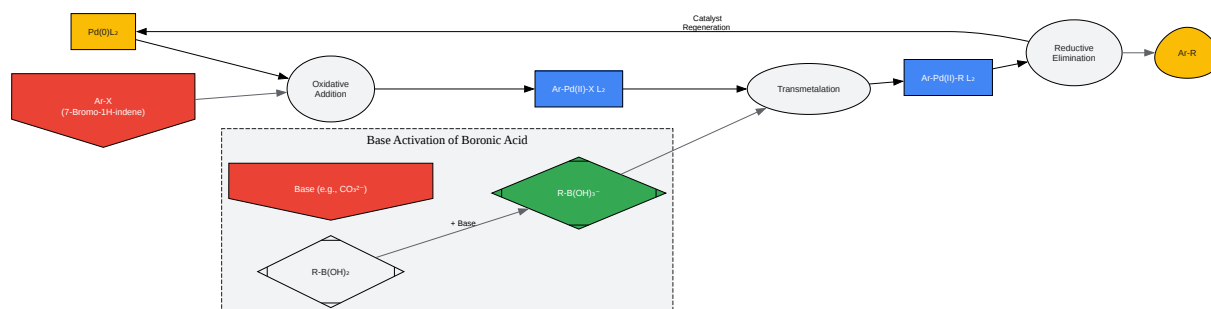 Catalyst
Regeneration
Pd(0)L₂
Reductive
Elimination
Ar-R
Oxidative
Addition
Ar-Pd(II)-X L₂
Transmetalation
Ar-Pd(II)-R L₂
Ar-X
(7-Bromo-1H-indene)
Base Activation of Boronic Acid
Base (e.g., CO₃²⁻)
R-B(OH)₃⁻
+ Base
R-B(OH)₂